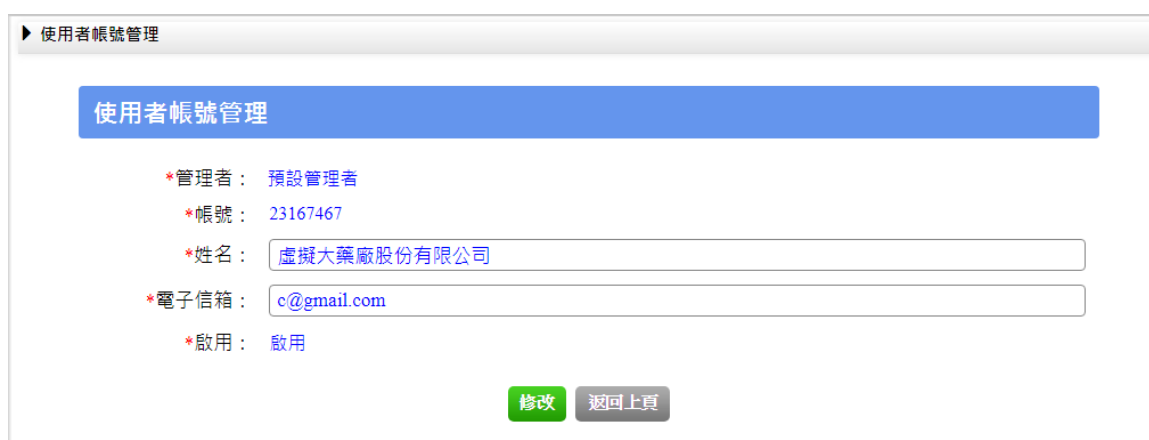 使用者帳號管理
使用者帳號管理
*管理者： 預設管理者
*帳號： 23167467
*姓名： 虛擬大藥廠股份有限公司
*電子信箱： c@gmail.com
*啟用： 啟用
修改 返回上頁